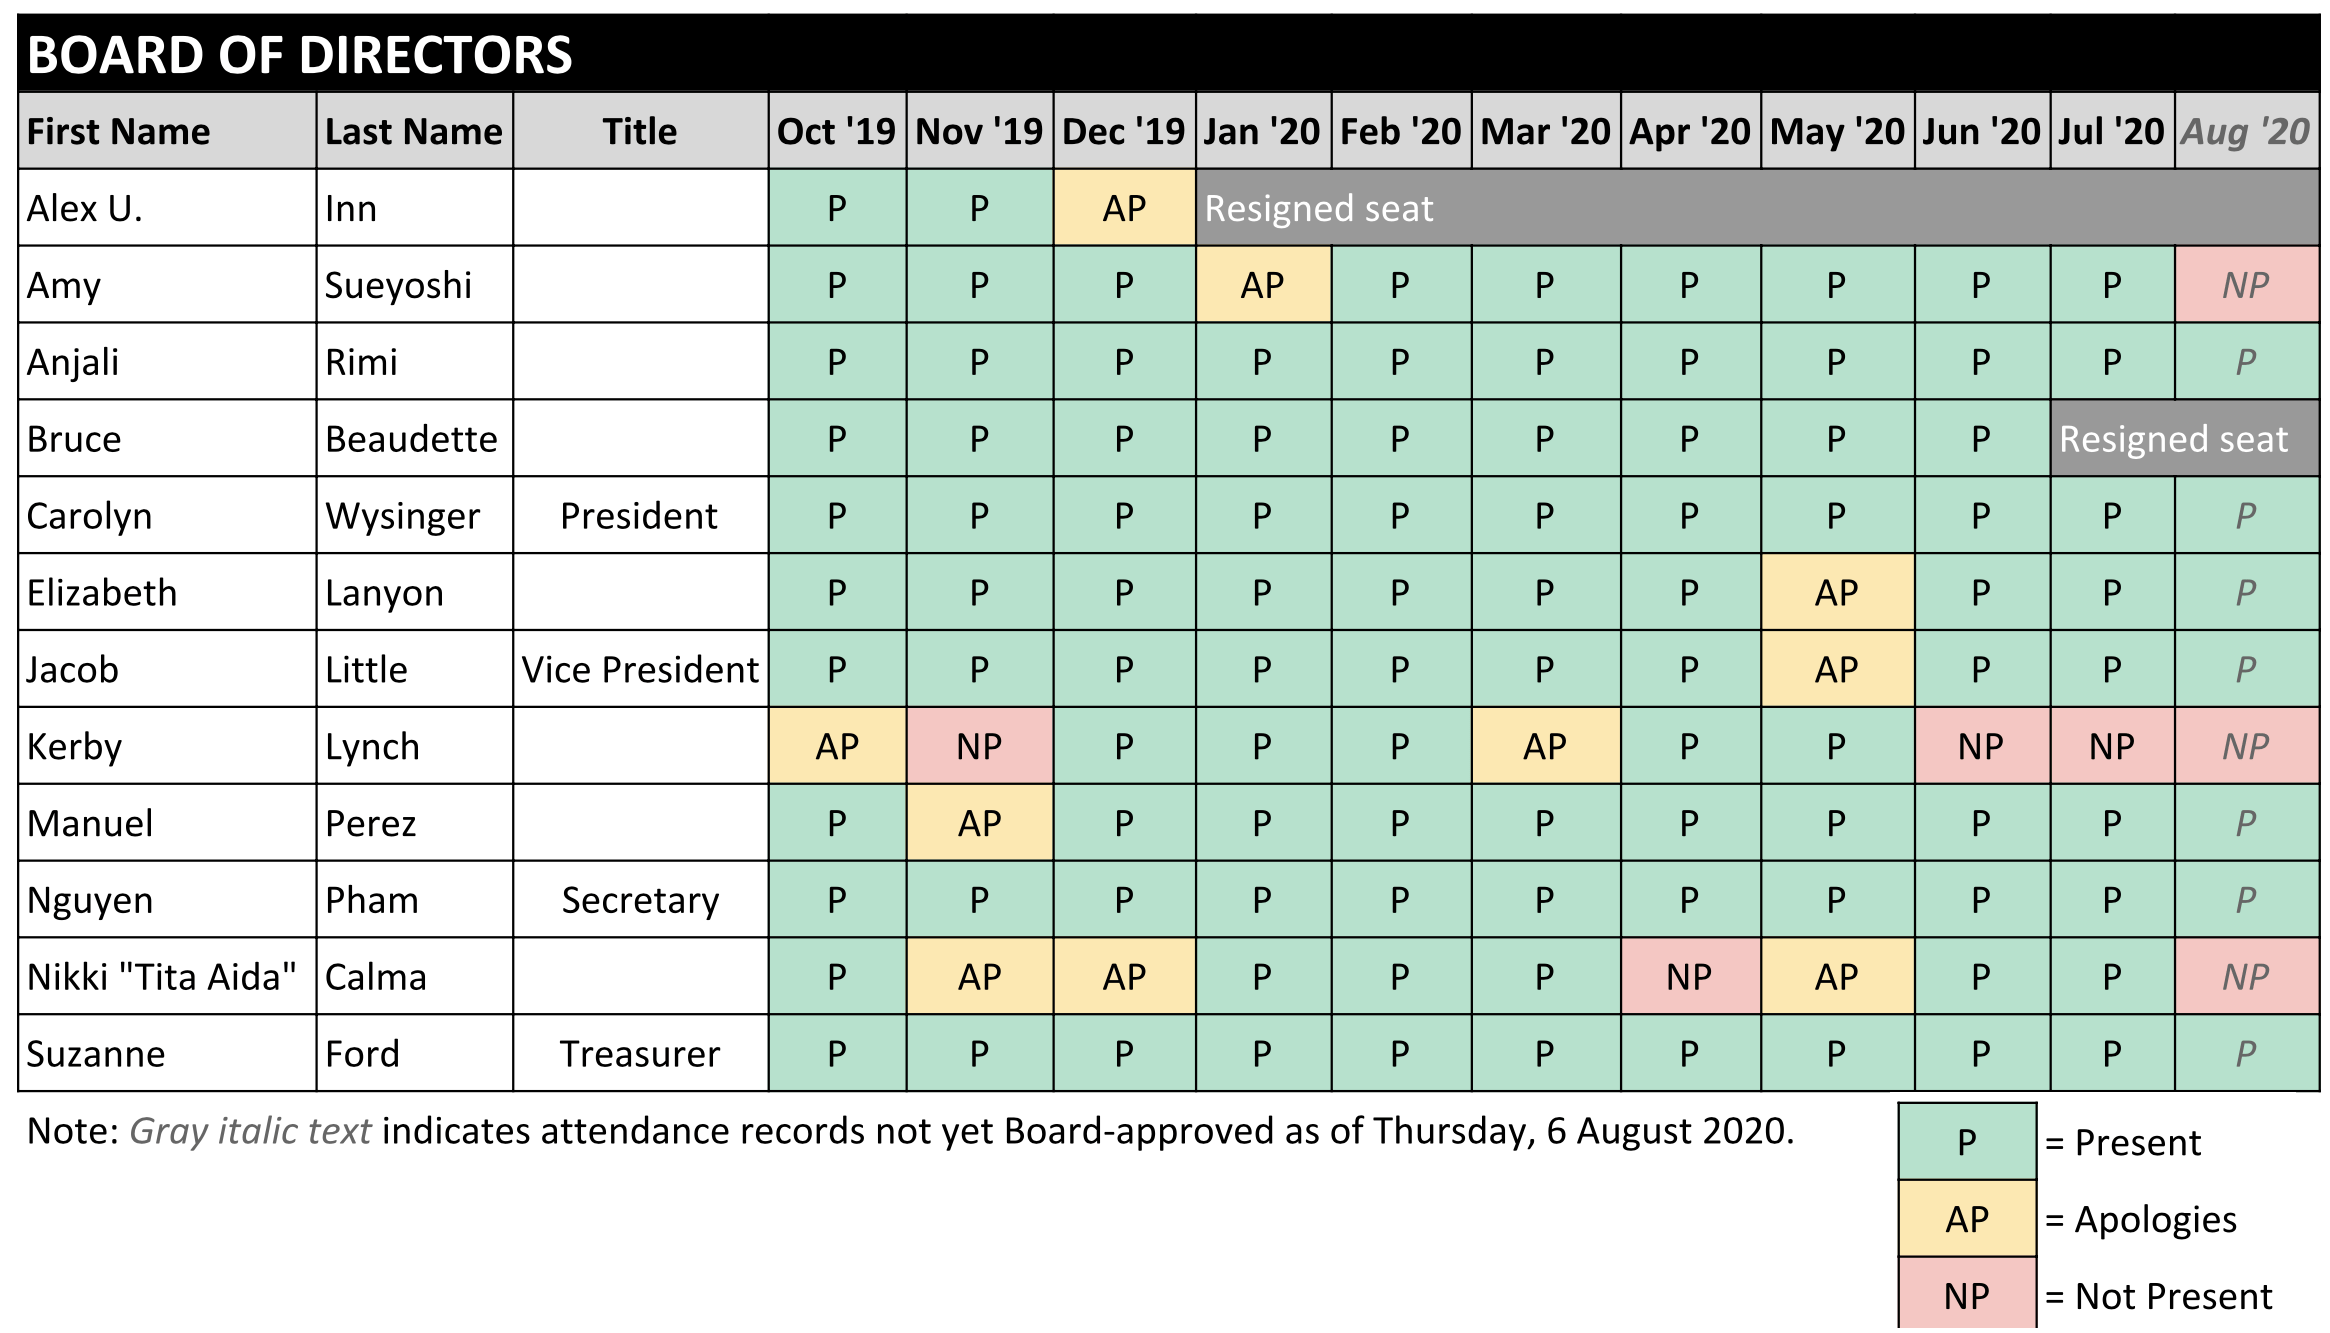 BOARD OF DIRECTORS
First Name Last Name Title Oct '19 Nov '19 Dec '19 Jan '20 Feb '20 Mar '20 Apr '20 May '20 Jun '20 Jul '20 Aug '20
Alex U. Inn P P AP Resigned seat
Amy Sueyoshi P P P AP P P P P P P NP
Anjali Rimi P P P P P P P P P P P
Bruce Beaudette P P P P P P P P P Resigned seat
Carolyn Wysinger President P P P P P P P P P P P
Elizabeth Lanyon P P P P P P P AP P P P
Jacob Little Vice President P P P P P P P AP P P P
Kerby Lynch AP NP P P P AP P P NP NP NP
Manuel Perez P AP P P P P P P P P P
Nguyen Pham Secretary P P P P P P P P P P P
Nikki "Tita Aida" Calma P AP AP P P P NP AP P P NP
Suzanne Ford Treasurer P P P P P P P P P P P
Note: Gray italic text indicates attendance records not yet Board-approved as of Thursday, 6 August 2020.
P = Present
AP = Apologies
NP = Not Present